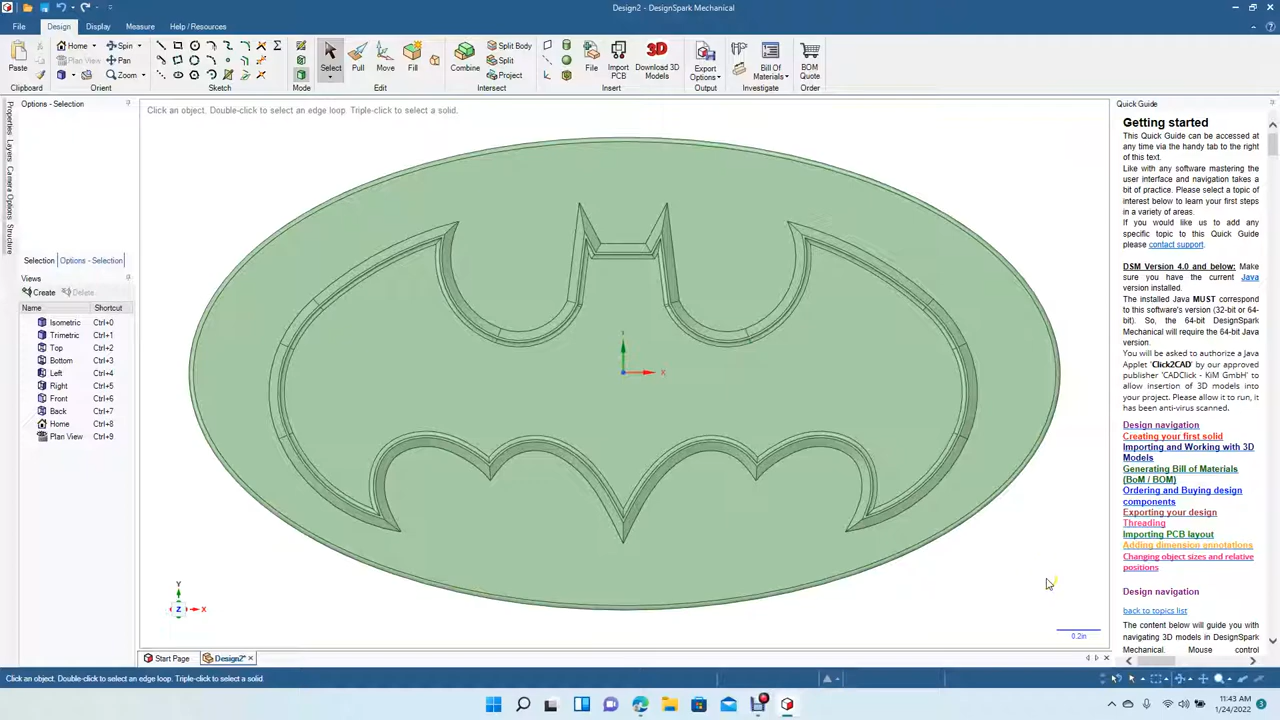 Design2 - DesignSpark Mechanical
File Design Display Measure Help / Resources
Paste
Home Spin
Plan View Pan
Zoom
Select Pull Move Fill
Combine
Split Body
Split
Project
File Import PCB Download 3D Models
Export Options
Bill Of Materials
BOM Quote
Clipboard Orient Sketch Mode Edit Intersect Insert Output Investigate Order
Options - Selection
Click an object. Double-click to select an edge loop. Triple-click to select a solid.
Properties Layers Camera Options Structure
Selection Options - Selection
Views
Create Delete
Name Shortcut
Isometric Ctrl+0
Trimetric Ctrl+1
Top Ctrl+2
Bottom Ctrl+3
Left Ctrl+4
Right Ctrl+5
Front Ctrl+6
Back Ctrl+7
Home Ctrl+8
Plan View Ctrl+9
X
Y
Z X
0.2in
Quick Guide
Getting started
This Quick Guide can be accessed at
any time via the handy tab to the right
of this text.
Like with any software mastering the
user interface and navigation takes a
bit of practice. Please select a topic of
interest below to learn your first steps
in a variety of areas.
If you would like us to add any
specific topic to this Quick Guide
please contact support.
DSM Version 4.0 and below: Make
sure you have the current Java
version installed.
The installed Java MUST correspond
to this software's version (32-bit or 64-
bit). So, the 64-bit DesignSpark
Mechanical will require the 64-bit Java
version.
You will be asked to authorize a Java
Applet 'Click2CAD' by our approved
publisher 'CADClick - KiM GmbH' to
allow insertion of 3D models into
your project. Please allow it to run, it
has been anti-virus scanned.
Design navigation
Creating your first solid
Importing and Working with 3D
Models
Generating Bill of Materials
(BoM / BOM)
Ordering and Buying design
components
Exporting your design
Threading
Importing PCB layout
Adding dimension annotations
Changing object sizes and relative
positions
Design navigation
back to topics list
The content below will guide you with
navigating 3D models in DesignSpark
Mechanical. Mouse control
Start Page Design2*
Click an object. Double-click to select an edge loop. Triple-click to select a solid.
11:43 AM
1/24/2022